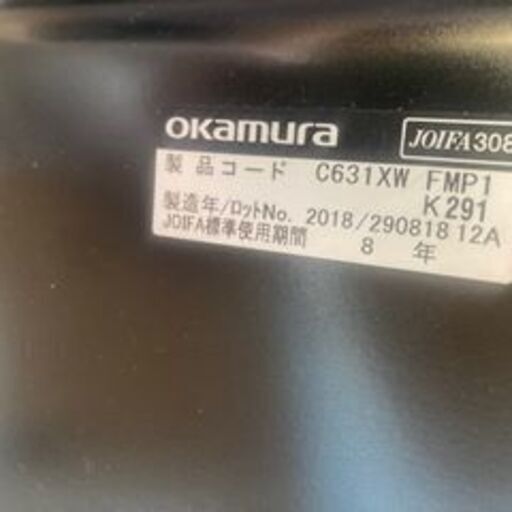 okamura
JOIFA308
製品コード C631XW FMP1
K291
製造年/ロットNo. 2018/290818 12A
JOIFA標準使用期間 8 年